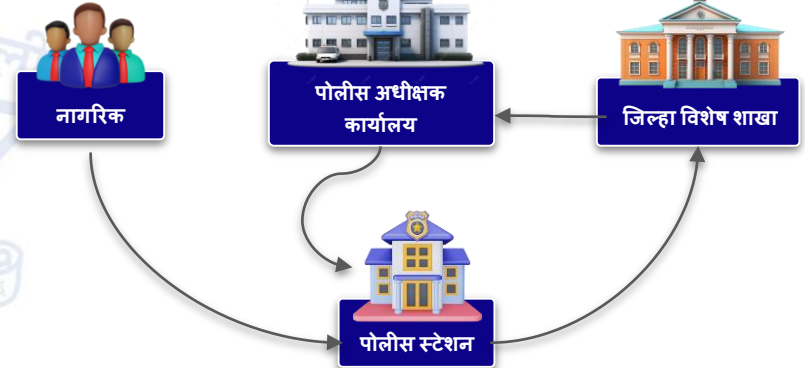 नागरिक
पोलीस अधीक्षक
कार्यालय
जिल्हा विशेष शाखा
पोलीस स्टेशन